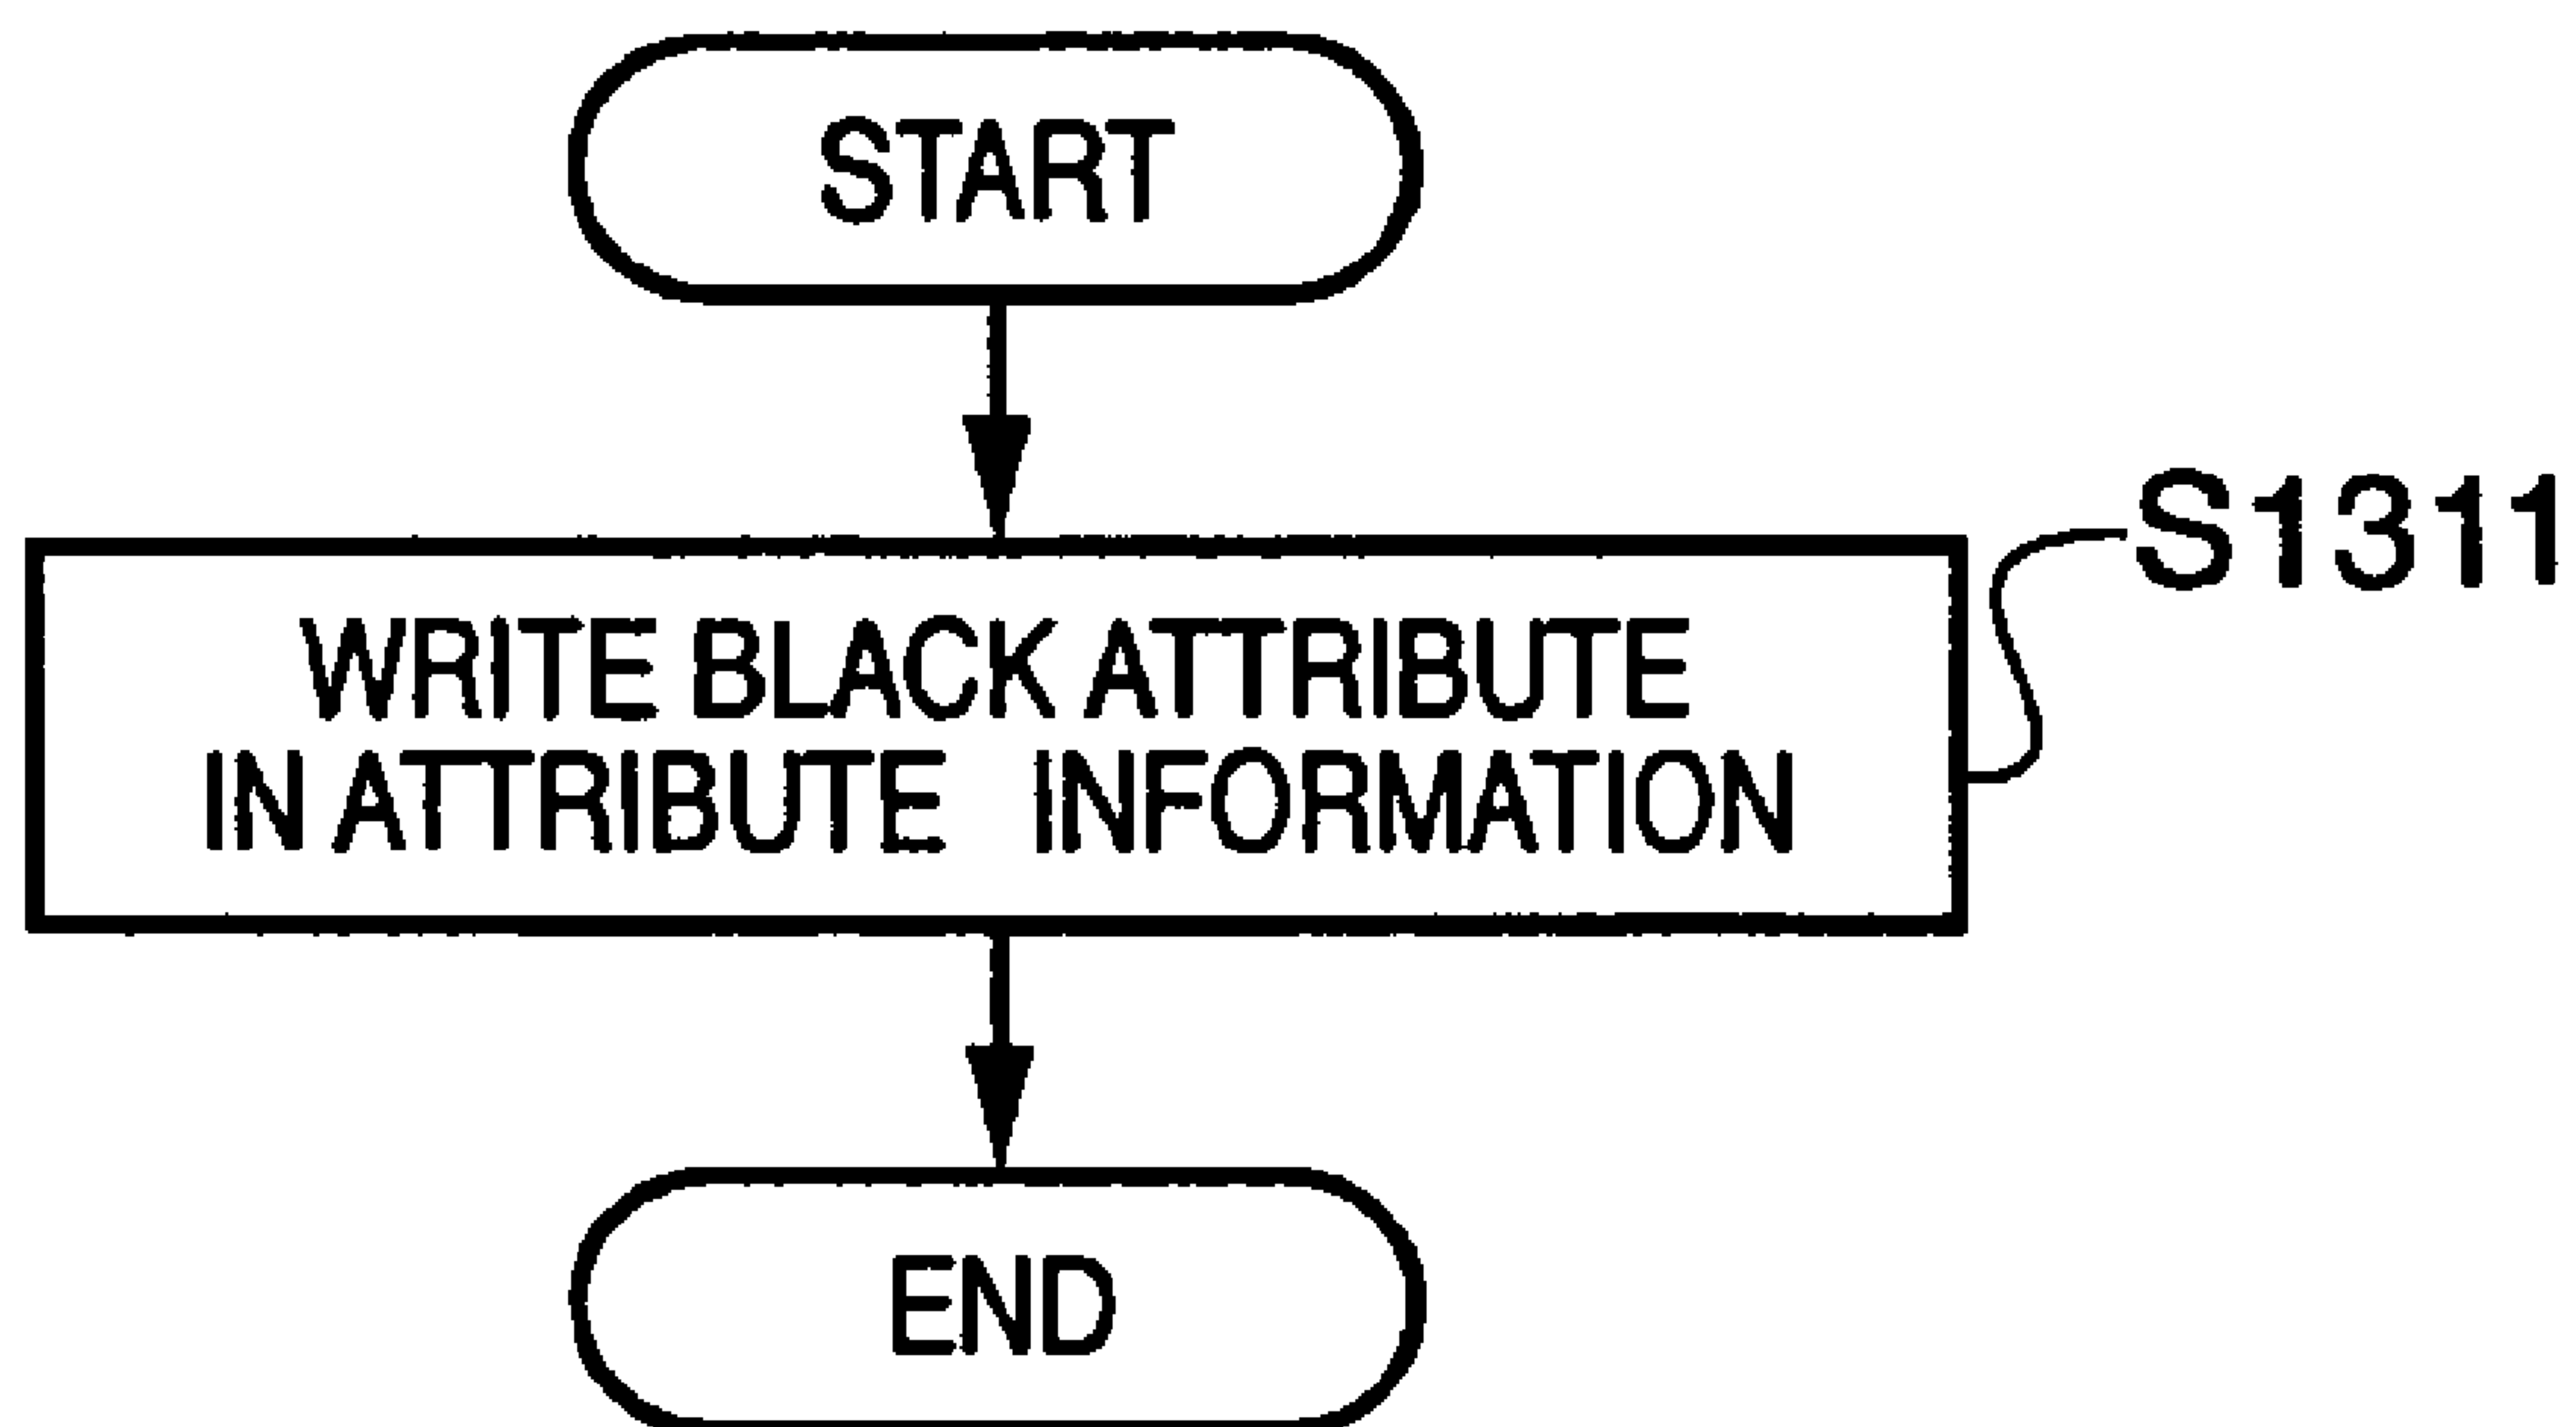 START
S1311
WRITE BLACK ATTRIBUTE
IN ATTRIBUTE INFORMATION
END